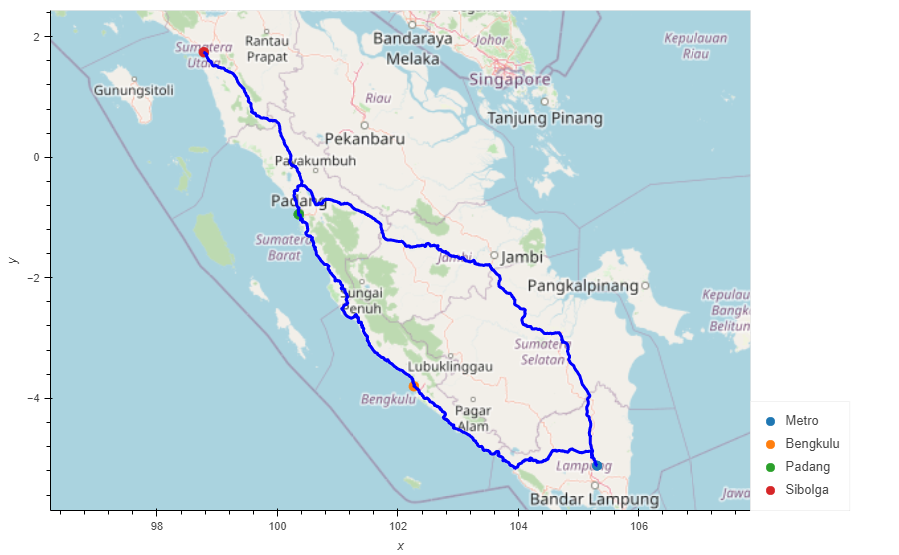 2
0
−2
−4
y
98
100
102
104
106
x
Sumatera
Utara
Rantau
Prapat
Gunungsitoli
Bandaraya
Melaka
Johor
Singapore
Kepulauan
Riau
Riau
Tanjung Pinang
Pekanbaru
Payakumbuh
Padang
Sumatera
Barat
Jambi
Jambi
Pangkalpinang
Sungai
Penuh
Kepulau
Bangk
Belitun
Sumatera
Selatan
Lubuklinggau
Bengkulu
Pagar
Alam
Lampung
Bandar Lampung
Jawa
Metro
Bengkulu
Padang
Sibolga